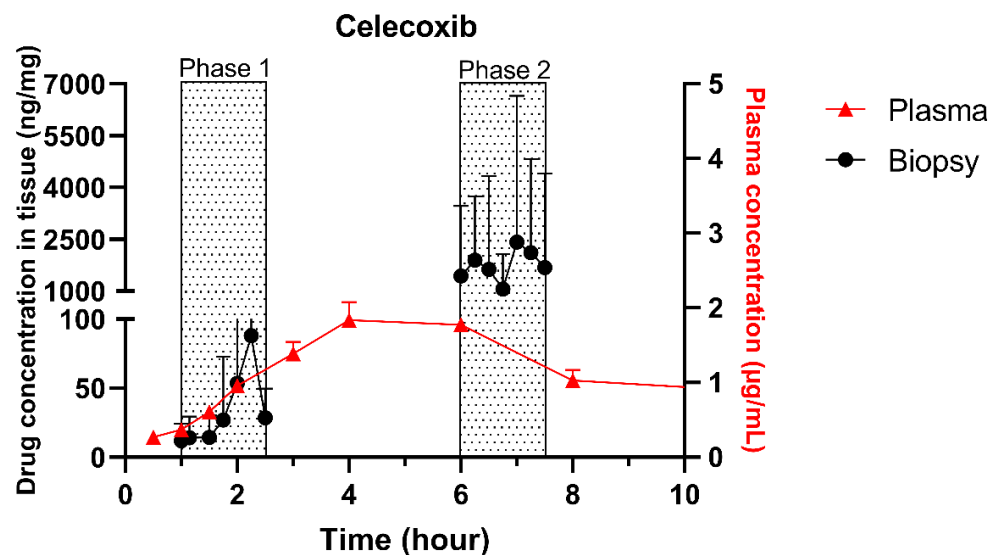 Celecoxib
Phase 1
Phase 2
Drug concentration in tissue (ng/mg)
7000
5500
4000
2500
1000
100
50
0
0
2
4
6
8
10
Time (hour)
5
4
3
2
1
0
Plasma concentration (µg/mL)
Plasma
Biopsy